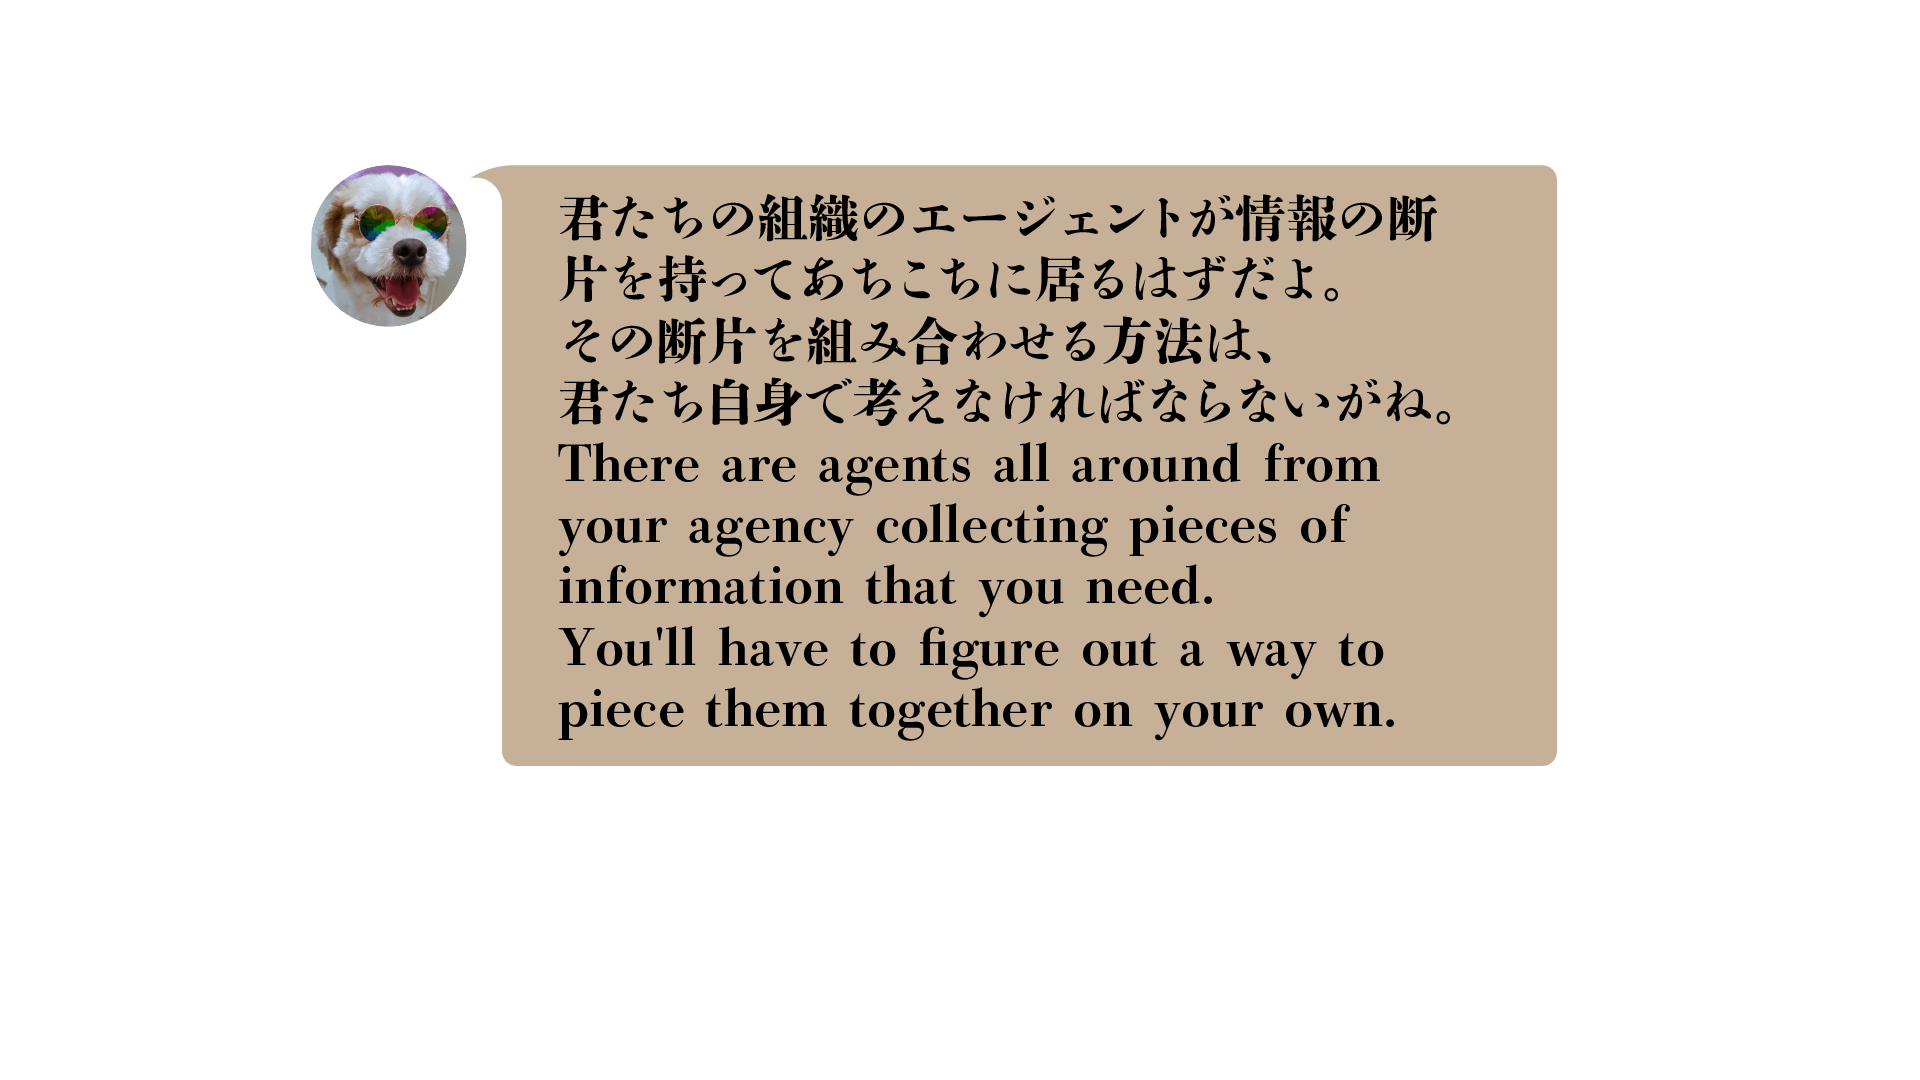 君たちの組織のエージェントが情報の断
片を持ってあちこちに居るはずだよ。
その断片を組み合わせる方法は、
君たち自身で考えなければならないがね。
There are agents all around from
your agency collecting pieces of
information that you need.
You'll have to figure out a way to
piece them together on your own.